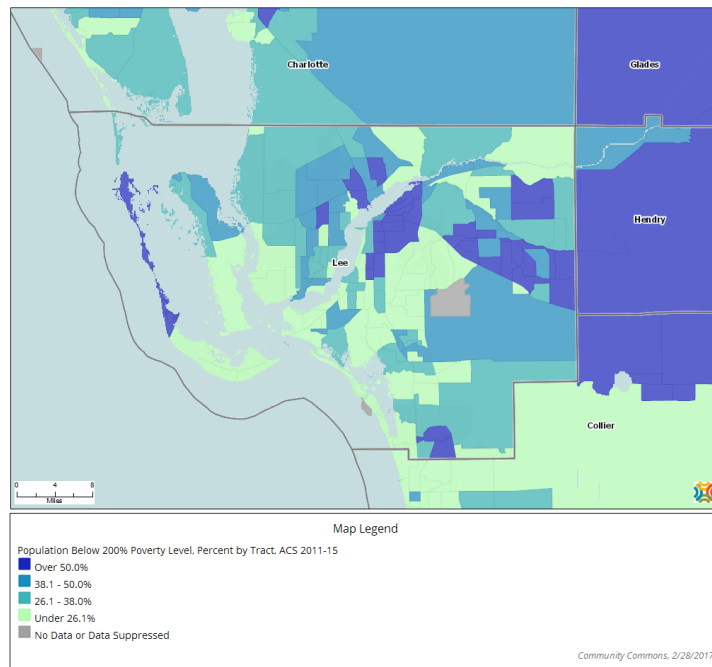 Charlotte
Glades
Hendry
Lee
Collier
0 4 8
Miles
Map Legend
Population Below 200% Poverty Level, Percent by Tract, ACS 2011-15
Over 50.0%
38.1 - 50.0%
26.1 - 38.0%
Under 26.1%
No Data or Data Suppressed
Community Commons, 2/28/2017